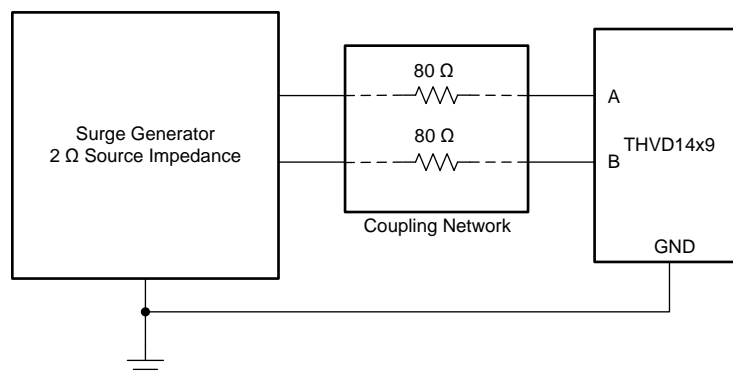 80 Ω
A
Surge Generator
2 Ω Source Impedance
80 Ω
THVD14x9
B
Coupling Network
GND